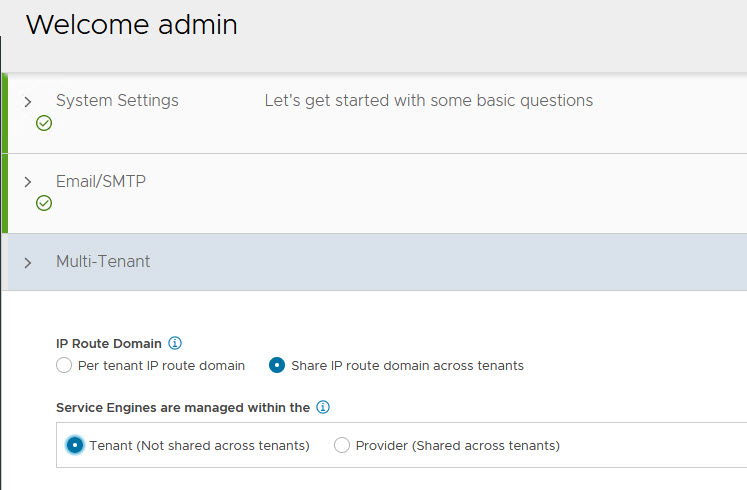 Welcome admin
System Settings Let's get started with some basic questions
Email/SMTP
Multi-Tenant
IP Route Domain
Per tenant IP route domain Share IP route domain across tenants
Service Engines are managed within the
Tenant (Not shared across tenants) Provider (Shared across tenants)